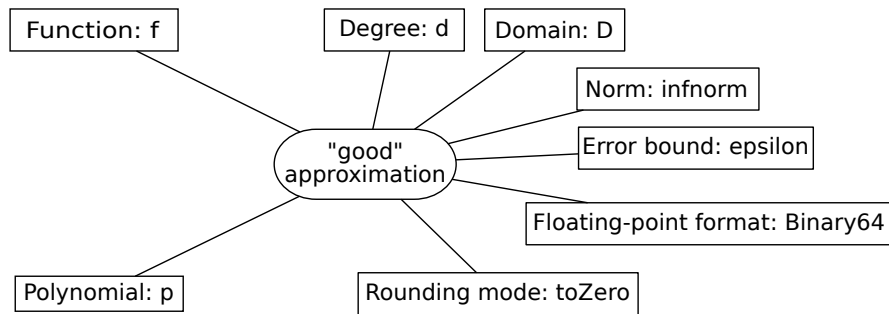 Function: f
Degree: d
Domain: D
Norm: infnorm
"good"
approximation
Error bound: epsilon
Floating-point format: Binary64
Polynomial: p
Rounding mode: toZero